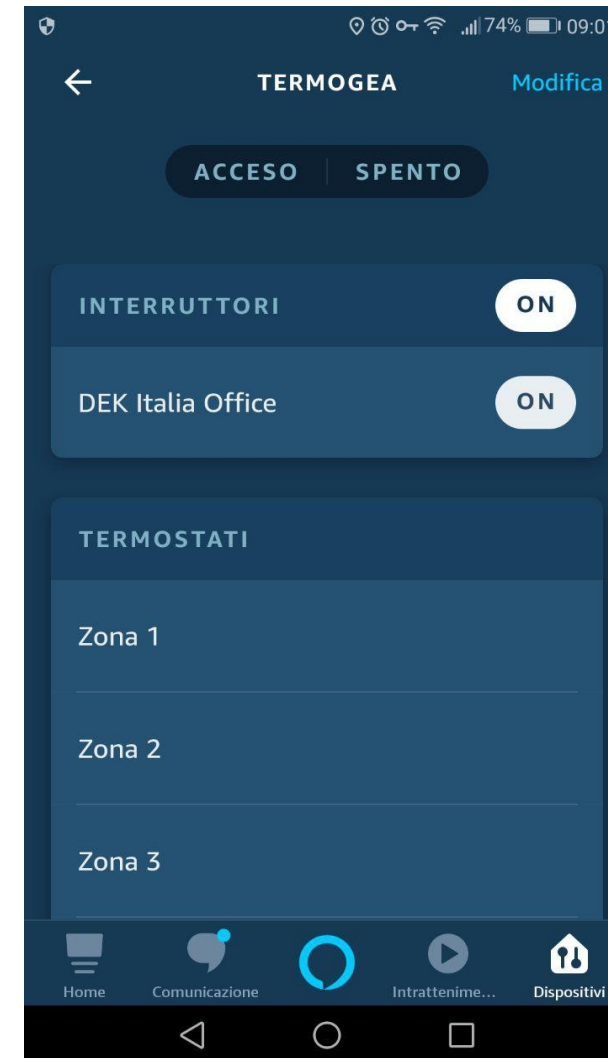 74% 09:01
TERMOGEA Modifica
ACCESO SPENTO
INTERRUTTORI ON
DEK Italia Office ON
TERMOSTATI
Zona 1
Zona 2
Zona 3
Home Comunicazione Intrattenime... Dispositivi